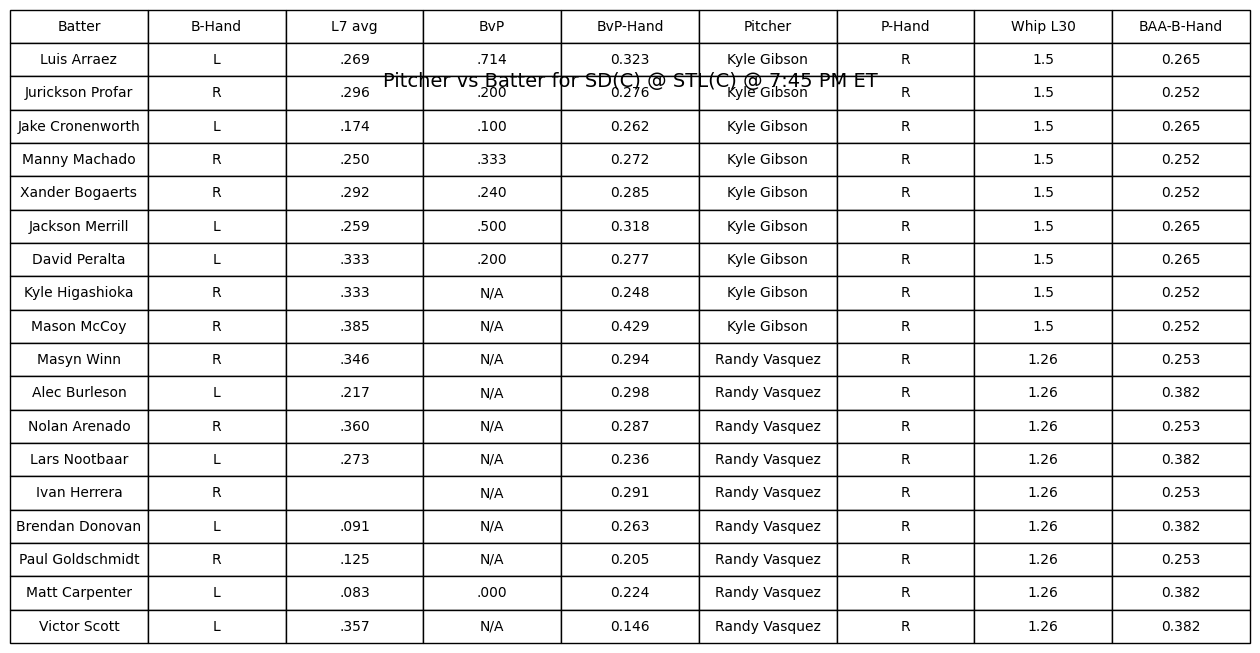 Batter B-Hand L7 avg BvP BvP-Hand Pitcher P-Hand Whip L30 BAA-B-Hand
Luis Arraez L .269 .714 0.323 Kyle Gibson R 1.5 0.265
Pitcher vs Batter for SD(C) @ STL(C) @ 7:45 PM ET
Jurickson Profar R .296 .200 0.276 Kyle Gibson R 1.5 0.252
Jake Cronenworth L .174 .100 0.262 Kyle Gibson R 1.5 0.265
Manny Machado R .250 .333 0.272 Kyle Gibson R 1.5 0.252
Xander Bogaerts R .292 .240 0.285 Kyle Gibson R 1.5 0.252
Jackson Merrill L .259 .500 0.318 Kyle Gibson R 1.5 0.265
David Peralta L .333 .200 0.277 Kyle Gibson R 1.5 0.265
Kyle Higashioka R .333 N/A 0.248 Kyle Gibson R 1.5 0.252
Mason McCoy R .385 N/A 0.429 Kyle Gibson R 1.5 0.252
Masyn Winn R .346 N/A 0.294 Randy Vasquez R 1.26 0.253
Alec Burleson L .217 N/A 0.298 Randy Vasquez R 1.26 0.382
Nolan Arenado R .360 N/A 0.287 Randy Vasquez R 1.26 0.253
Lars Nootbaar L .273 N/A 0.236 Randy Vasquez R 1.26 0.382
Ivan Herrera R N/A 0.291 Randy Vasquez R 1.26 0.253
Brendan Donovan L .091 N/A 0.263 Randy Vasquez R 1.26 0.382
Paul Goldschmidt R .125 N/A 0.205 Randy Vasquez R 1.26 0.253
Matt Carpenter L .083 .000 0.224 Randy Vasquez R 1.26 0.382
Victor Scott L .357 N/A 0.146 Randy Vasquez R 1.26 0.382